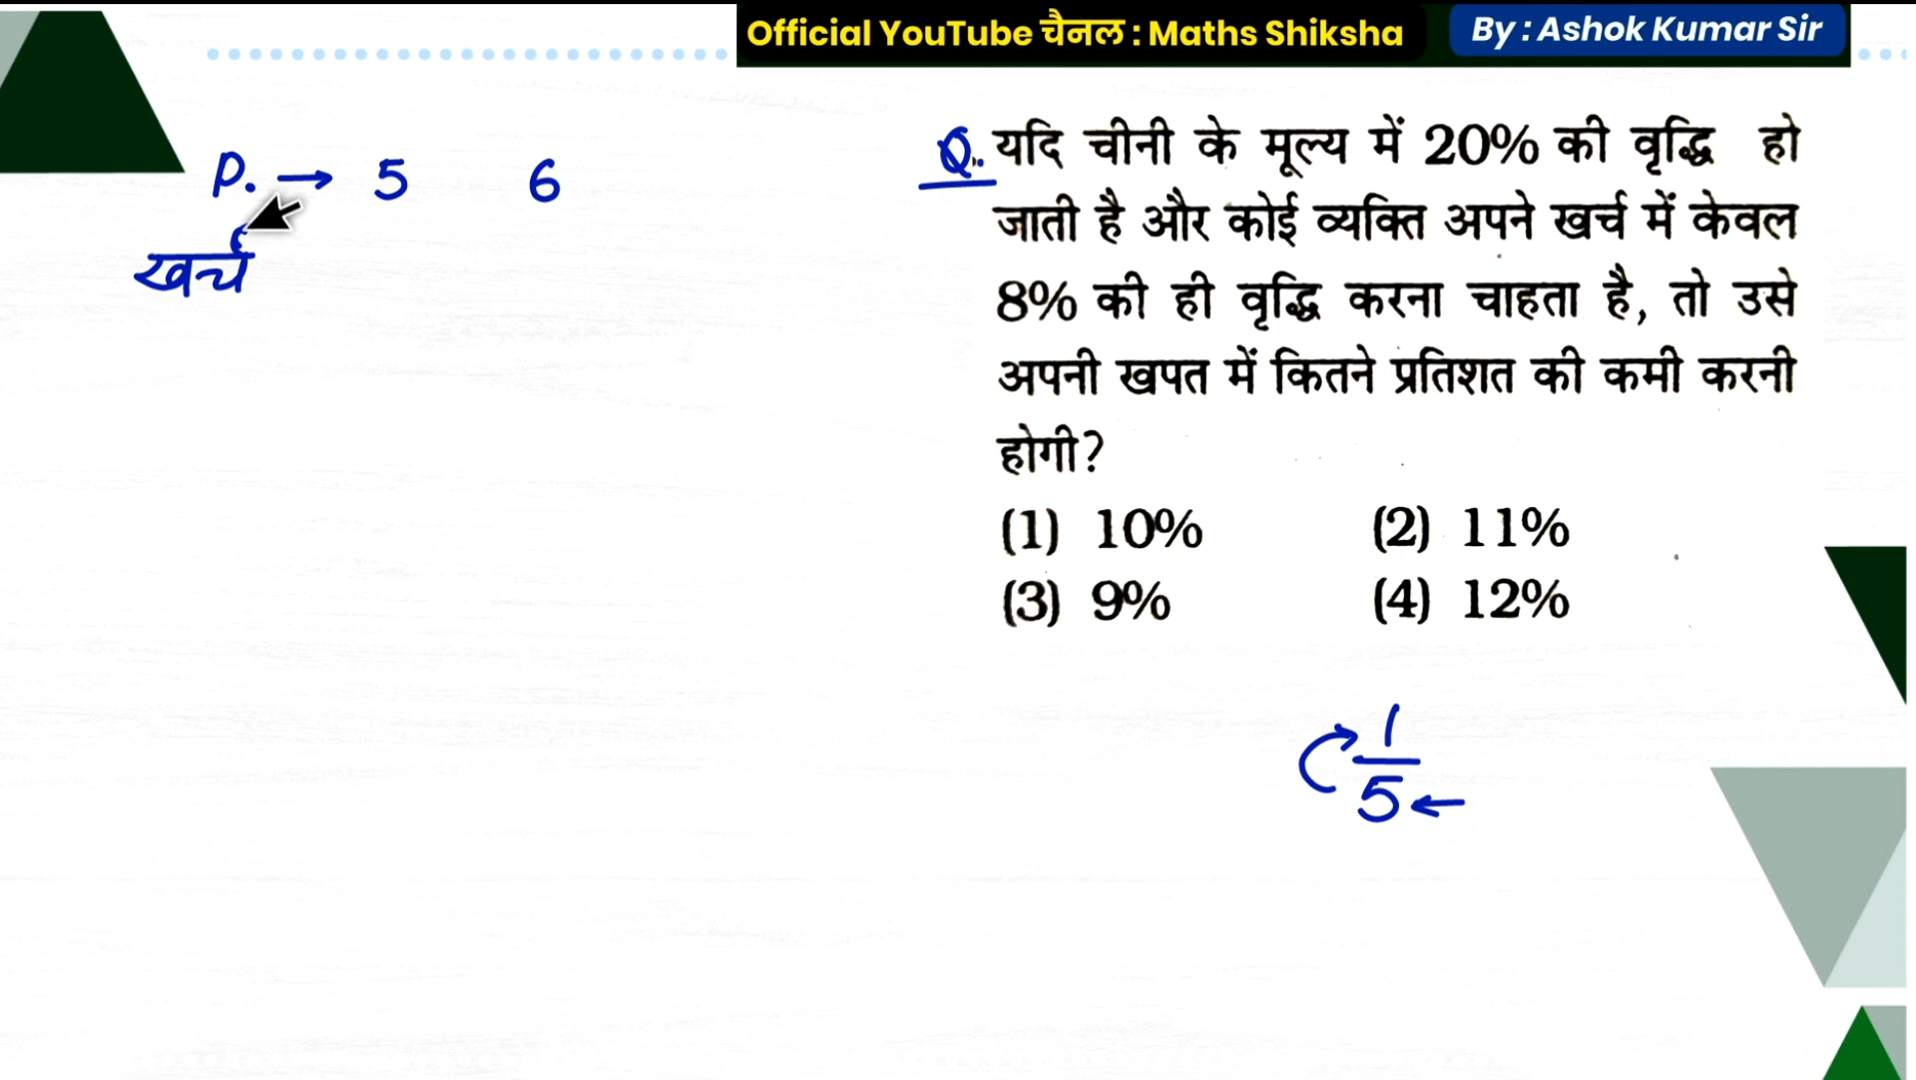 Official YouTube चैनल : Maths Shiksha
By : Ashok Kumar Sir
P. → 5 6
खर्च
Q. यदि चीनी के मूल्य में 20% की वृद्धि हो
जाती है और कोई व्यक्ति अपने खर्च में केवल
8% की ही वृद्धि करना चाहता है, तो उसे
अपनी खपत में कितने प्रतिशत की कमी करनी
होगी?
(1) 10% (2) 11%
(3) 9% (4) 12%
1
5 ←